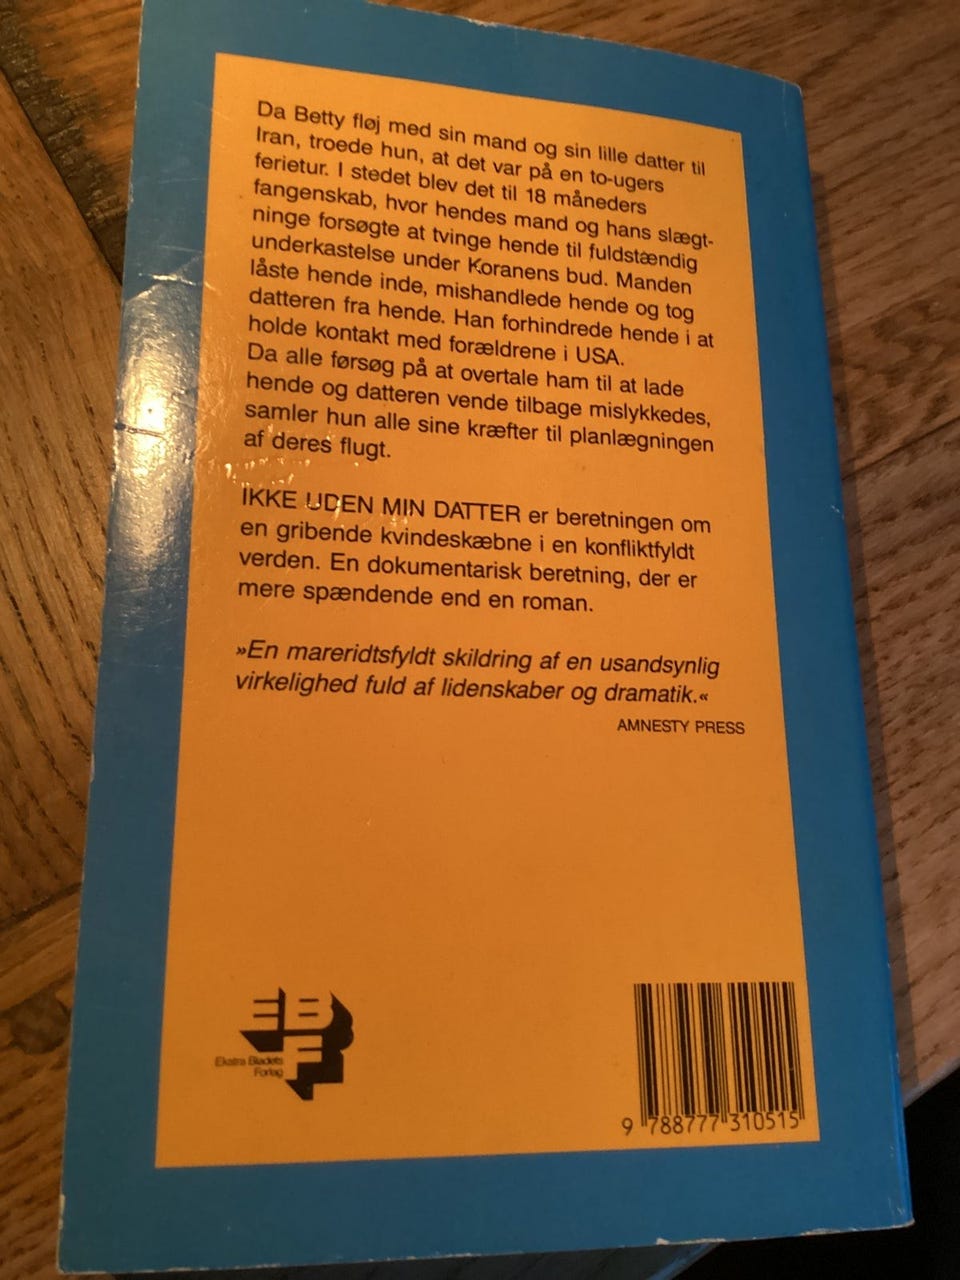 Da Betty fløj med sin mand og sin lille datter til
Iran, troede hun, at det var på en to-ugers
ferietur. I stedet blev det til 18 måneders
fangenskab, hvor hendes mand og hans slægt-
ninge forsøgte at tvinge hende til fuldstændig
underkastelse under Koranens bud. Manden
låste hende inde, mishandlede hende og tog
datteren fra hende. Han forhindrede hende i at
holde kontakt med forældrene i USA.
Da alle førsøg på at overtale ham til at lade
hende og datteren vende tilbage mislykkedes,
samler hun alle sine kræfter til planlægningen
af deres flugt.
IKKE UDEN MIN DATTER er beretningen om
en gribende kvindeskæbne i en konfliktfyldt
verden. En dokumentarisk beretning, der er
mere spændende end en roman.
»En mareridtsfyldt skildring af en usandsynlig
virkelighed fuld af lidenskaber og dramatik.«
AMNESTY PRESS
EBF
Ekstra Bladets
Forlag
9 788777 310515